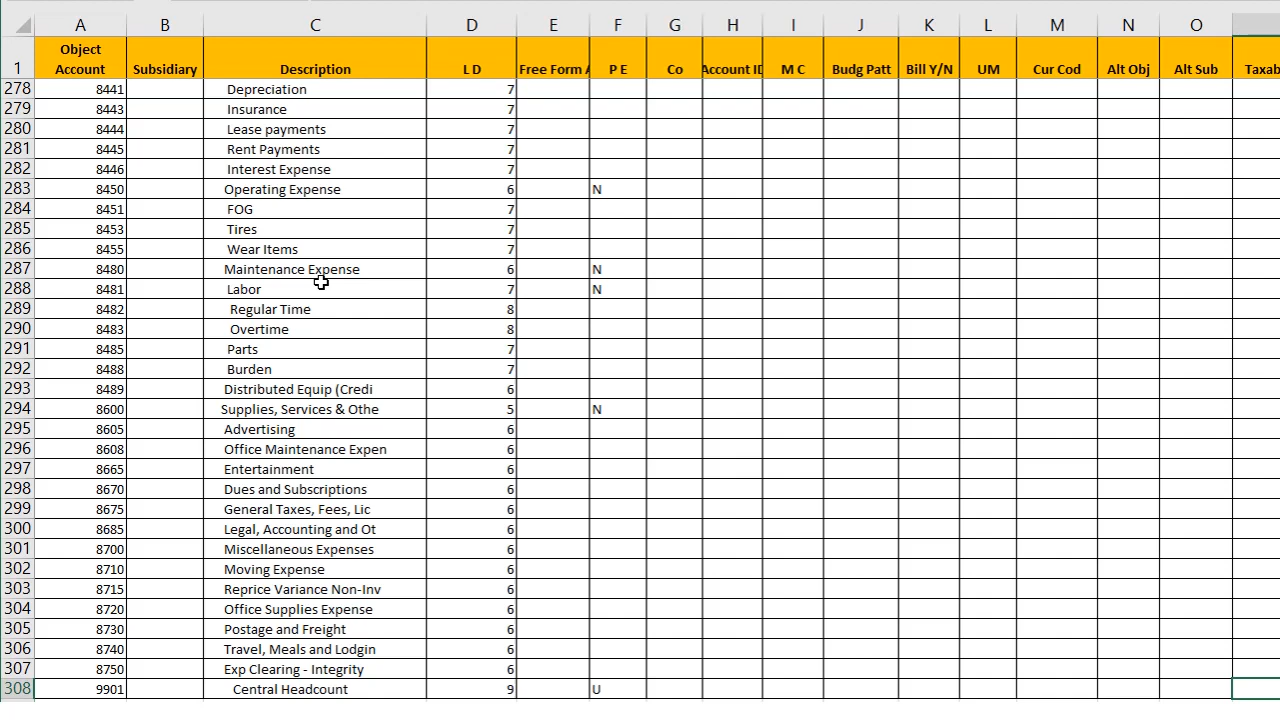 A B C D E F G H I J K L M N O
1 Object Account Subsidiary Description L D Free Form A P E Co Account ID M C Budg Patt Bill Y/N UM Cur Cod Alt Obj Alt Sub Taxab
278 8441 Depreciation 7
279 8443 Insurance 7
280 8444 Lease payments 7
281 8445 Rent Payments 7
282 8446 Interest Expense 7
283 8450 Operating Expense 6 N
284 8451 FOG 7
285 8453 Tires 7
286 8455 Wear Items 7
287 8480 Maintenance Expense 6 N
288 8481 Labor 7 N
289 8482 Regular Time 8
290 8483 Overtime 8
291 8485 Parts 7
292 8488 Burden 7
293 8489 Distributed Equip (Credi 6
294 8600 Supplies, Services & Othe 5 N
295 8605 Advertising 6
296 8608 Office Maintenance Expen 6
297 8665 Entertainment 6
298 8670 Dues and Subscriptions 6
299 8675 General Taxes, Fees, Lic 6
300 8685 Legal, Accounting and Ot 6
301 8700 Miscellaneous Expenses 6
302 8710 Moving Expense 6
303 8715 Reprice Variance Non-Inv 6
304 8720 Office Supplies Expense 6
305 8730 Postage and Freight 6
306 8740 Travel, Meals and Lodgin 6
307 8750 Exp Clearing - Integrity 6
308 9901 Central Headcount 9 U